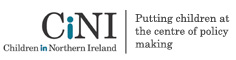 CiNI
Children in Northern Ireland
Putting children at
the centre of policy
making